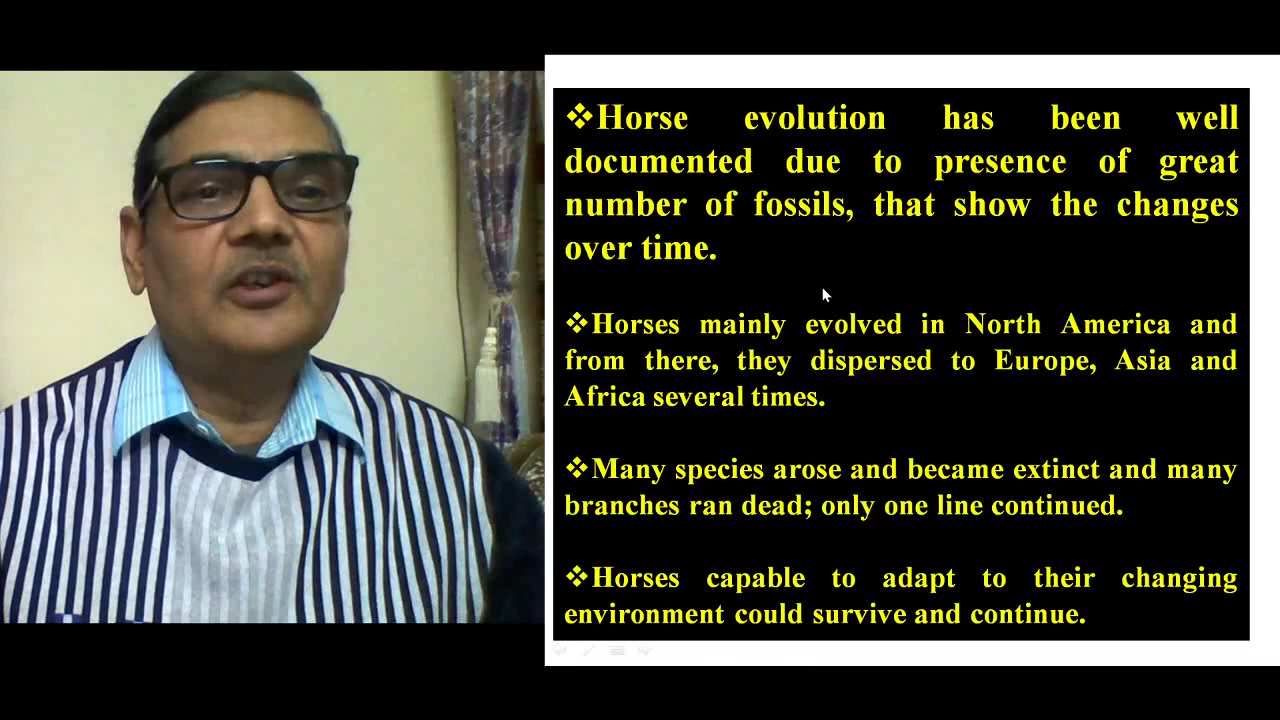 ❖Horse evolution has been well
documented due to presence of great
number of fossils, that show the changes
over time.
❖Horses mainly evolved in North America and
from there, they dispersed to Europe, Asia and
Africa several times.
❖Many species arose and became extinct and many
branches ran dead; only one line continued.
❖Horses capable to adapt to their changing
environment could survive and continue.